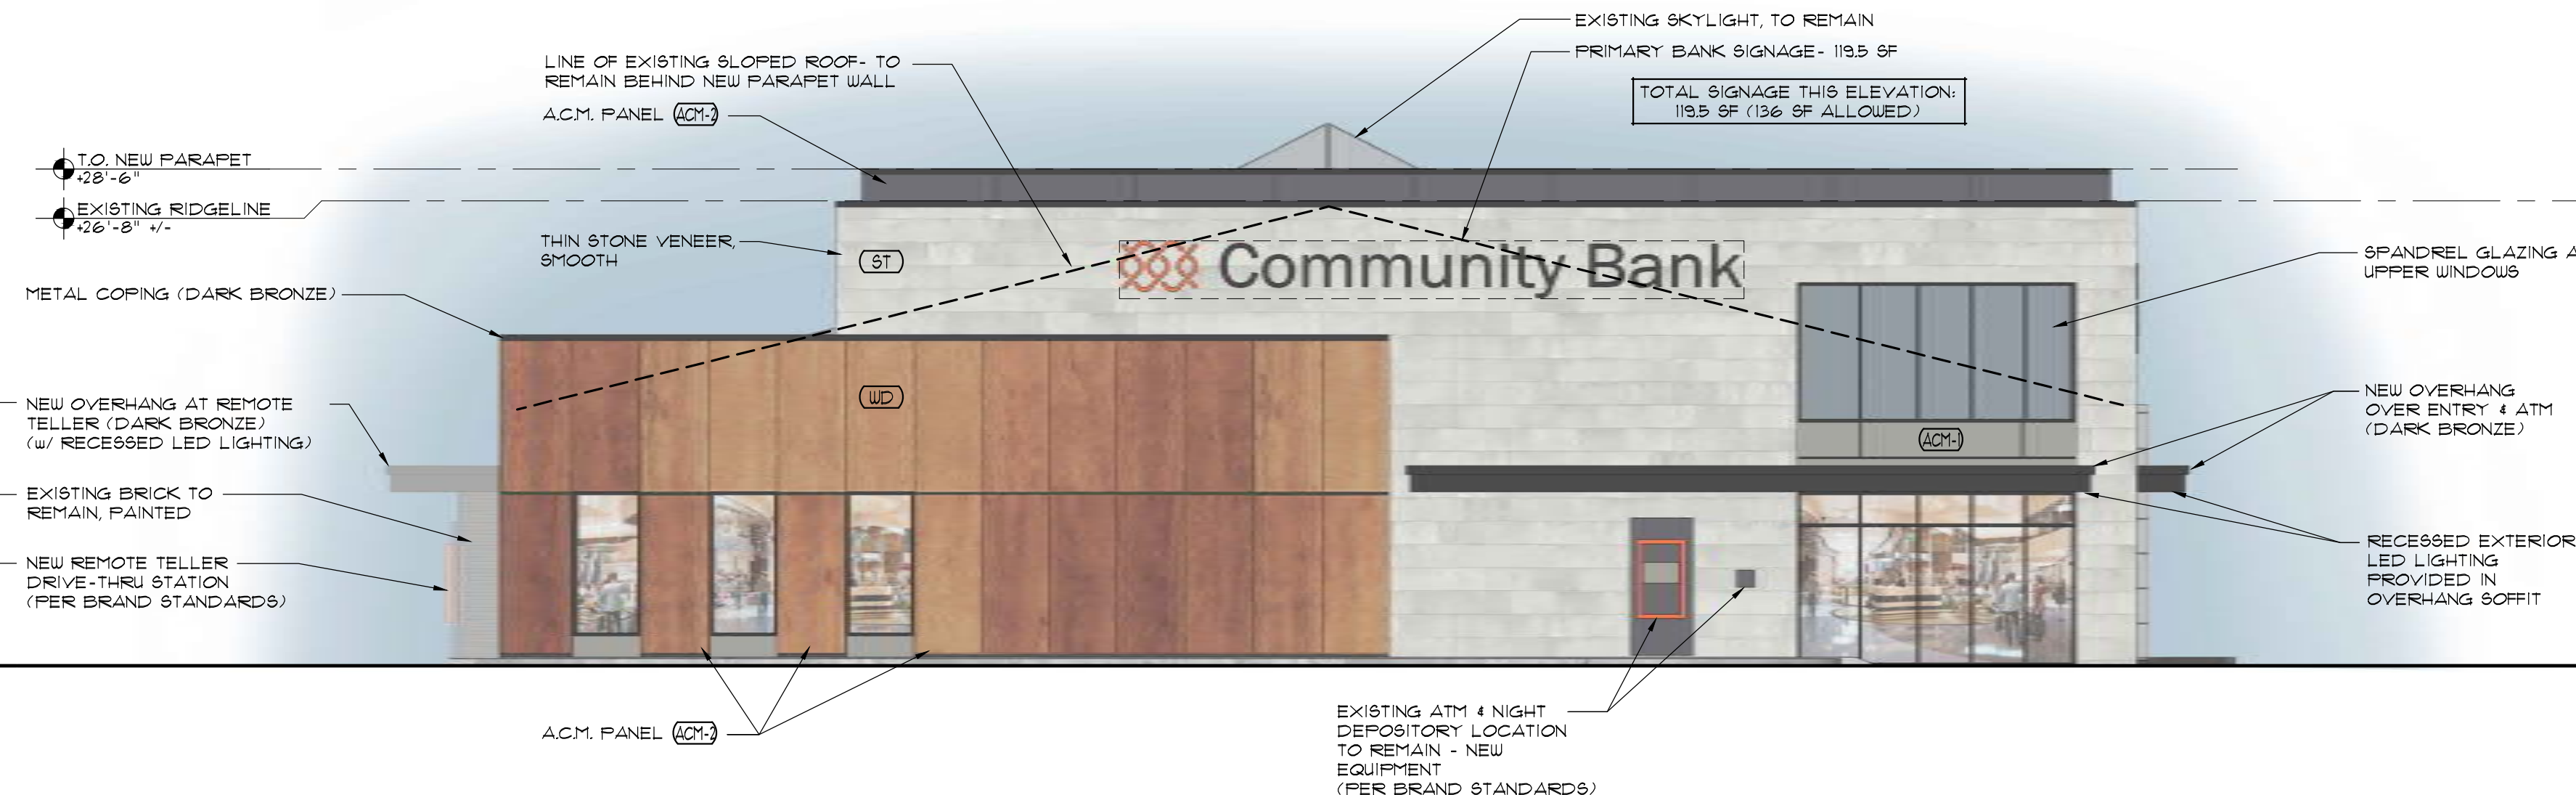 EXISTING SKYLIGHT, TO REMAIN
PRIMARY BANK SIGNAGE- 119.5 SF
TOTAL SIGNAGE THIS ELEVATION:
119.5 SF (136 SF ALLOWED)
LINE OF EXISTING SLOPED ROOF- TO
REMAIN BEHIND NEW PARAPET WALL
A.C.M. PANEL ACM-2
T.O. NEW PARAPET
+28'-6"
EXISTING RIDGELINE
+26'-8" +/-
THIN STONE VENEER,
SMOOTH
ST
Community Bank
METAL COPING (DARK BRONZE)
SPANDREL GLAZING A
UPPER WINDOWS
WD
NEW OVERHANG AT REMOTE
TELLER (DARK BRONZE)
(w/ RECESSED LED LIGHTING)
ACM-1
NEW OVERHANG
OVER ENTRY & ATM
(DARK BRONZE)
EXISTING BRICK TO
REMAIN, PAINTED
NEW REMOTE TELLER
DRIVE-THRU STATION
(PER BRAND STANDARDS)
RECESSED EXTERIOR
LED LIGHTING
PROVIDED IN
OVERHANG SOFFIT
A.C.M. PANEL ACM-2
EXISTING ATM & NIGHT
DEPOSITORY LOCATION
TO REMAIN - NEW
EQUIPMENT
(PER BRAND STANDARDS)